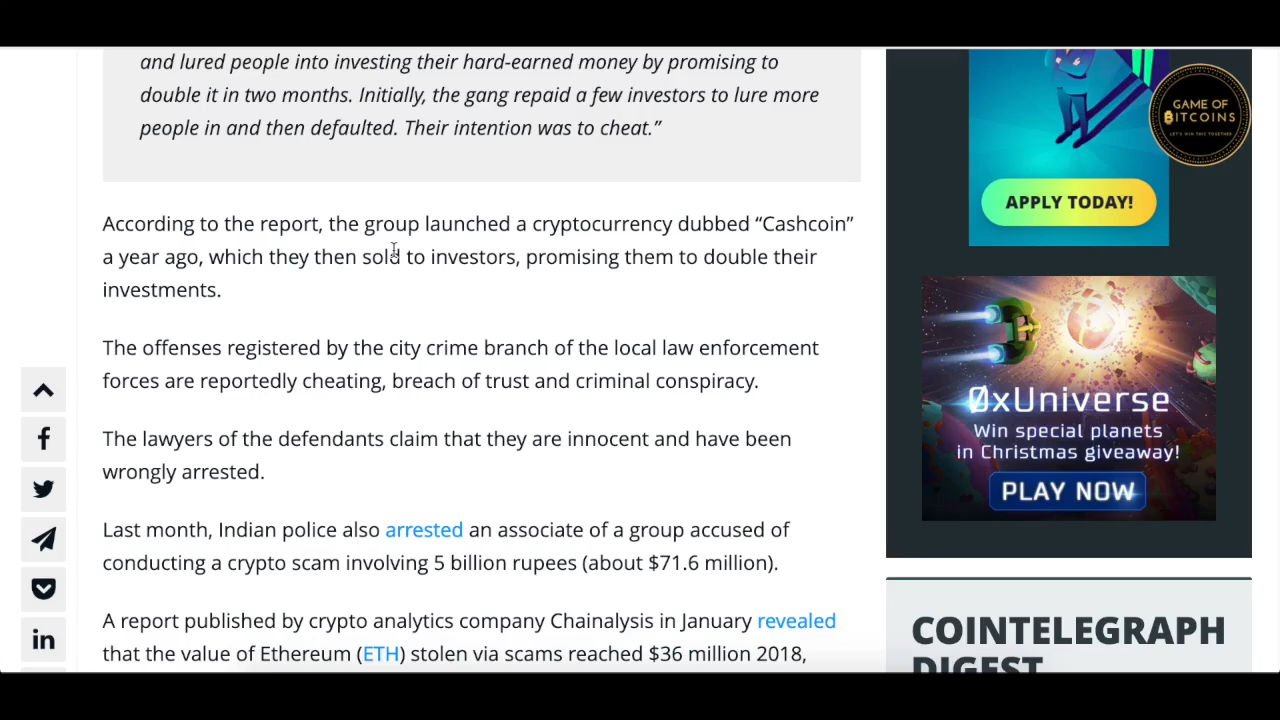 and lured people into investing their hard-earned money by promising to
double it in two months. Initially, the gang repaid a few investors to lure more
people in and then defaulted. Their intention was to cheat.”
According to the report, the group launched a cryptocurrency dubbed “Cashcoin”
a year ago, which they then sold to investors, promising them to double their
investments.
The offenses registered by the city crime branch of the local law enforcement
forces are reportedly cheating, breach of trust and criminal conspiracy.
The lawyers of the defendants claim that they are innocent and have been
wrongly arrested.
Last month, Indian police also arrested an associate of a group accused of
conducting a crypto scam involving 5 billion rupees (about $71.6 million).
A report published by crypto analytics company Chainalysis in January revealed
that the value of Ethereum (ETH) stolen via scams reached $36 million 2018,
GAME OF
BITCOINS
LET'S WIN THIS TOGETHER
APPLY TODAY!
0xUniverse
Win special planets
in Christmas giveaway!
PLAY NOW
COINTELEGRAPH
DIGEST